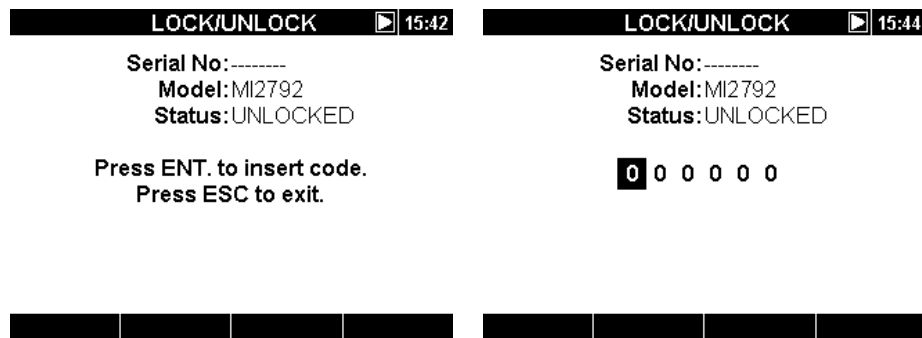 LOCK/UNLOCK 15:42
Serial No:--------
Model:MI2792
Status:UNLOCKED
Press ENT. to insert code.
Press ESC to exit.
LOCK/UNLOCK 15:44
Serial No:--------
Model:MI2792
Status:UNLOCKED
0 0 0 0 0 0